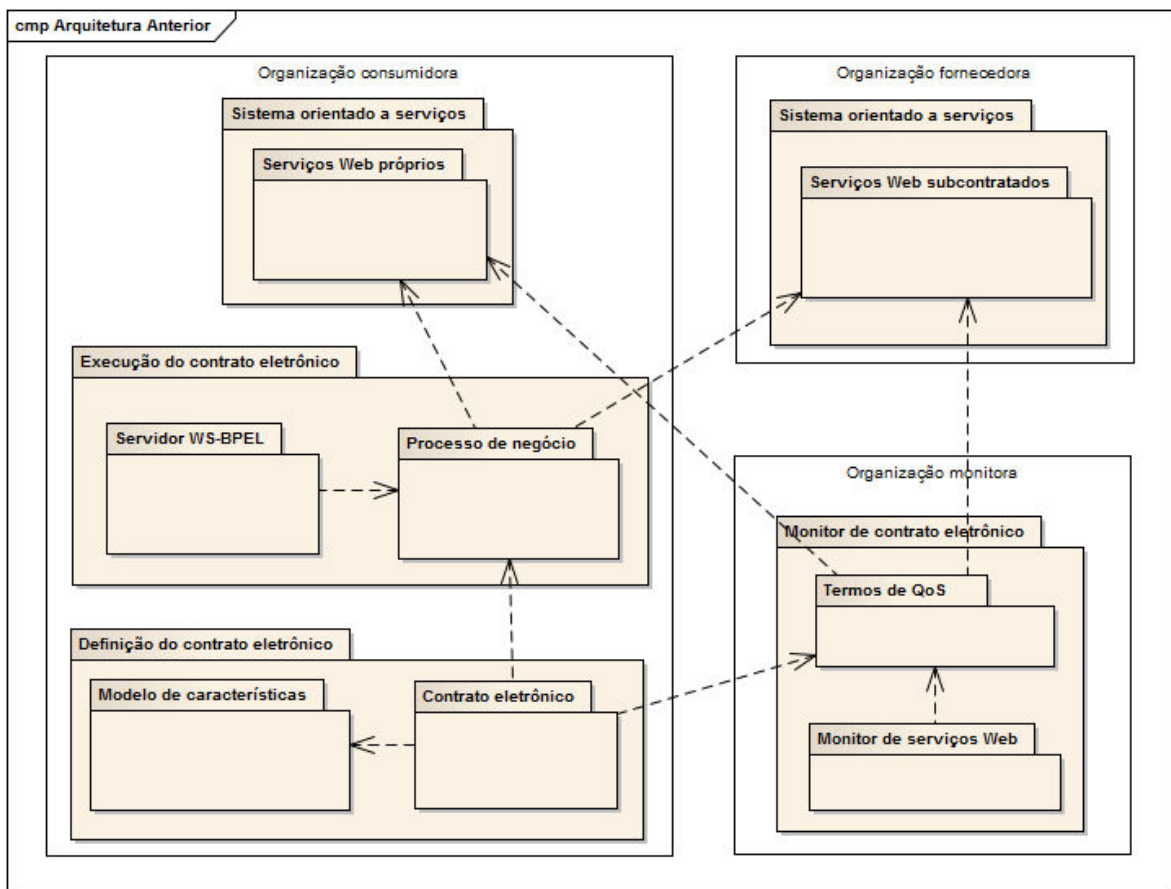 cmp Arquitetura Anterior
Organização consumidora
Sistema orientado a serviços
Serviços Web próprios
Execução do contrato eletrônico
Servidor WS-BPEL
Processo de negócio
Definição do contrato eletrônico
Modelo de características
Contrato eletrônico
Organização fornecedora
Sistema orientado a serviços
Serviços Web subcontratados
Organização monitora
Monitor de contrato eletrônico
Termos de QoS
Monitor de serviços Web